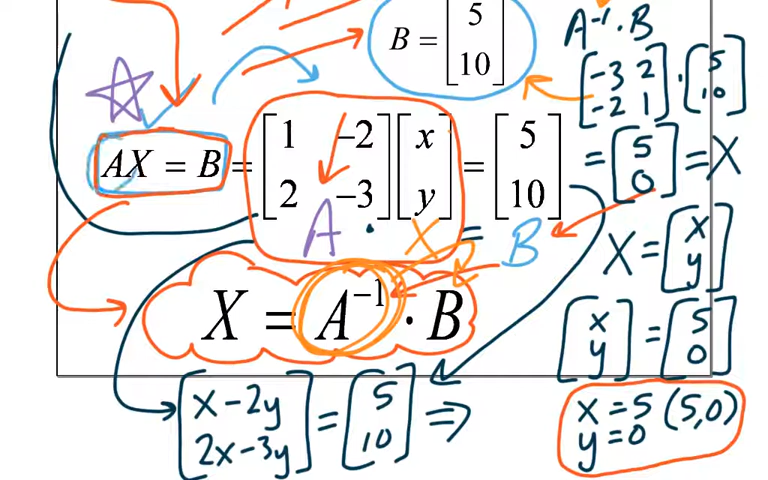 B = [5 10]
AX = B = [1 -2 2 -3] [x y] = [5 10]
A · X = B
X = A⁻¹ · B
[x - 2y 2x - 3y] = [5 10] ⇒
A⁻¹ · B
[-3 2 -2 1] · [5 10]
= [5 0] = X
X = [x y]
[x y] = [5 0]
x = 5 (5,0)
y = 0